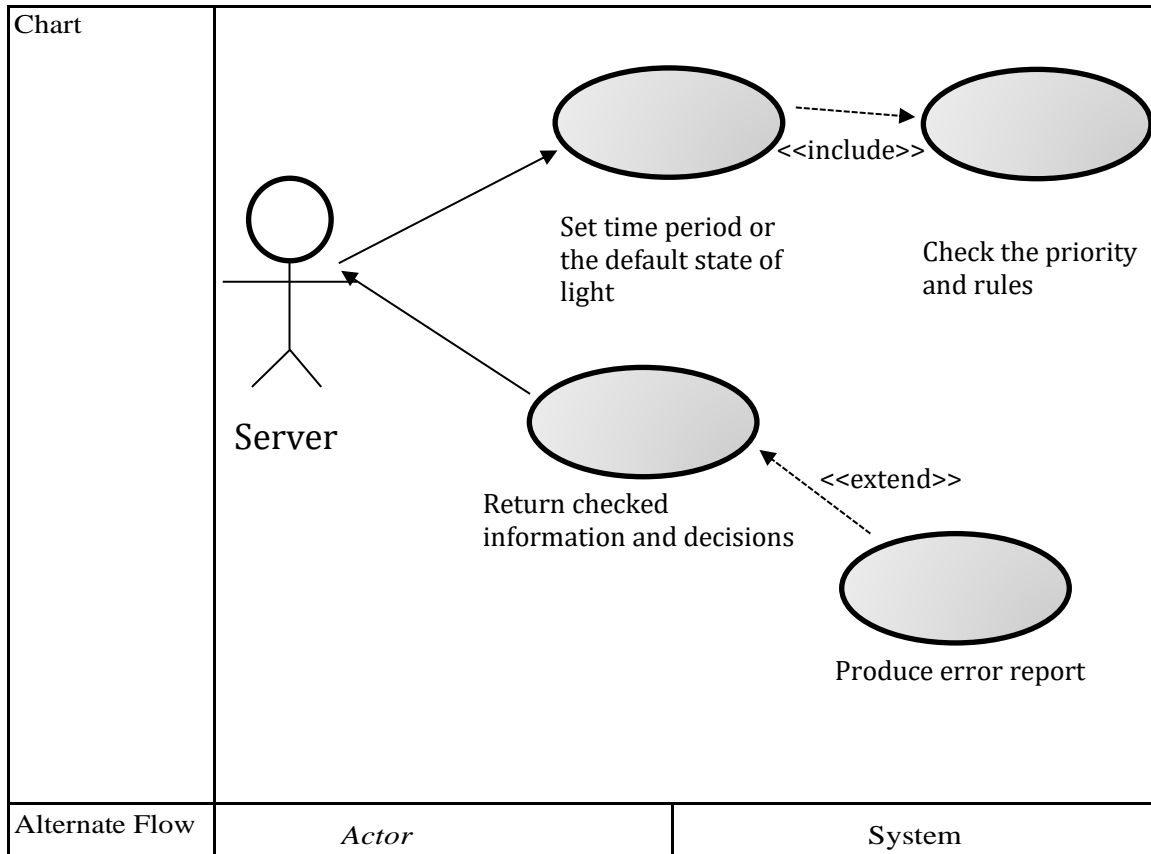 Chart
<<include>>
Set time period or
the default state of
light
Check the priority
and rules
Server
<<extend>>
Return checked
information and decisions
Produce error report
Alternate Flow
Actor
System